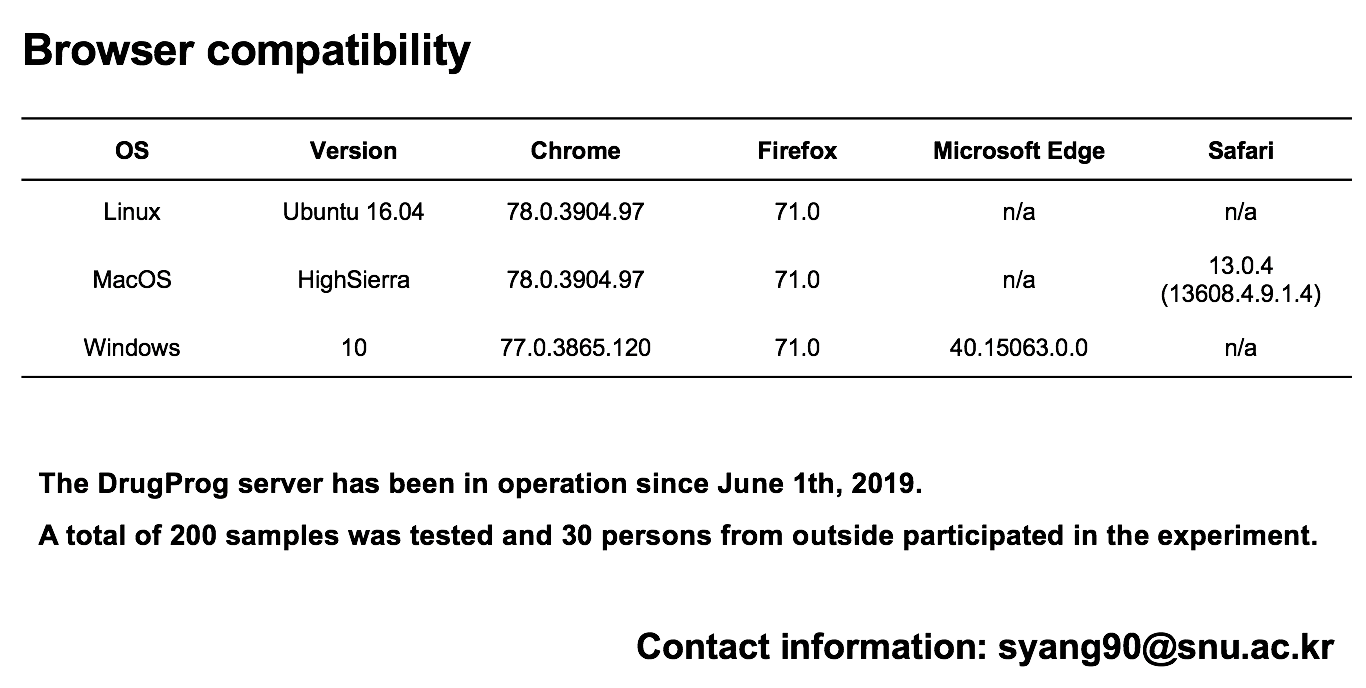 Browser compatibility
OS Version Chrome Firefox Microsoft Edge Safari
Linux Ubuntu 16.04 78.0.3904.97 71.0 n/a n/a
MacOS HighSierra 78.0.3904.97 71.0 n/a 13.0.4
(13608.4.9.1.4)
Windows 10 77.0.3865.120 71.0 40.15063.0.0 n/a
The DrugProg server has been in operation since June 1th, 2019.
A total of 200 samples was tested and 30 persons from outside participated in the experiment.
Contact information: syang90@snu.ac.kr